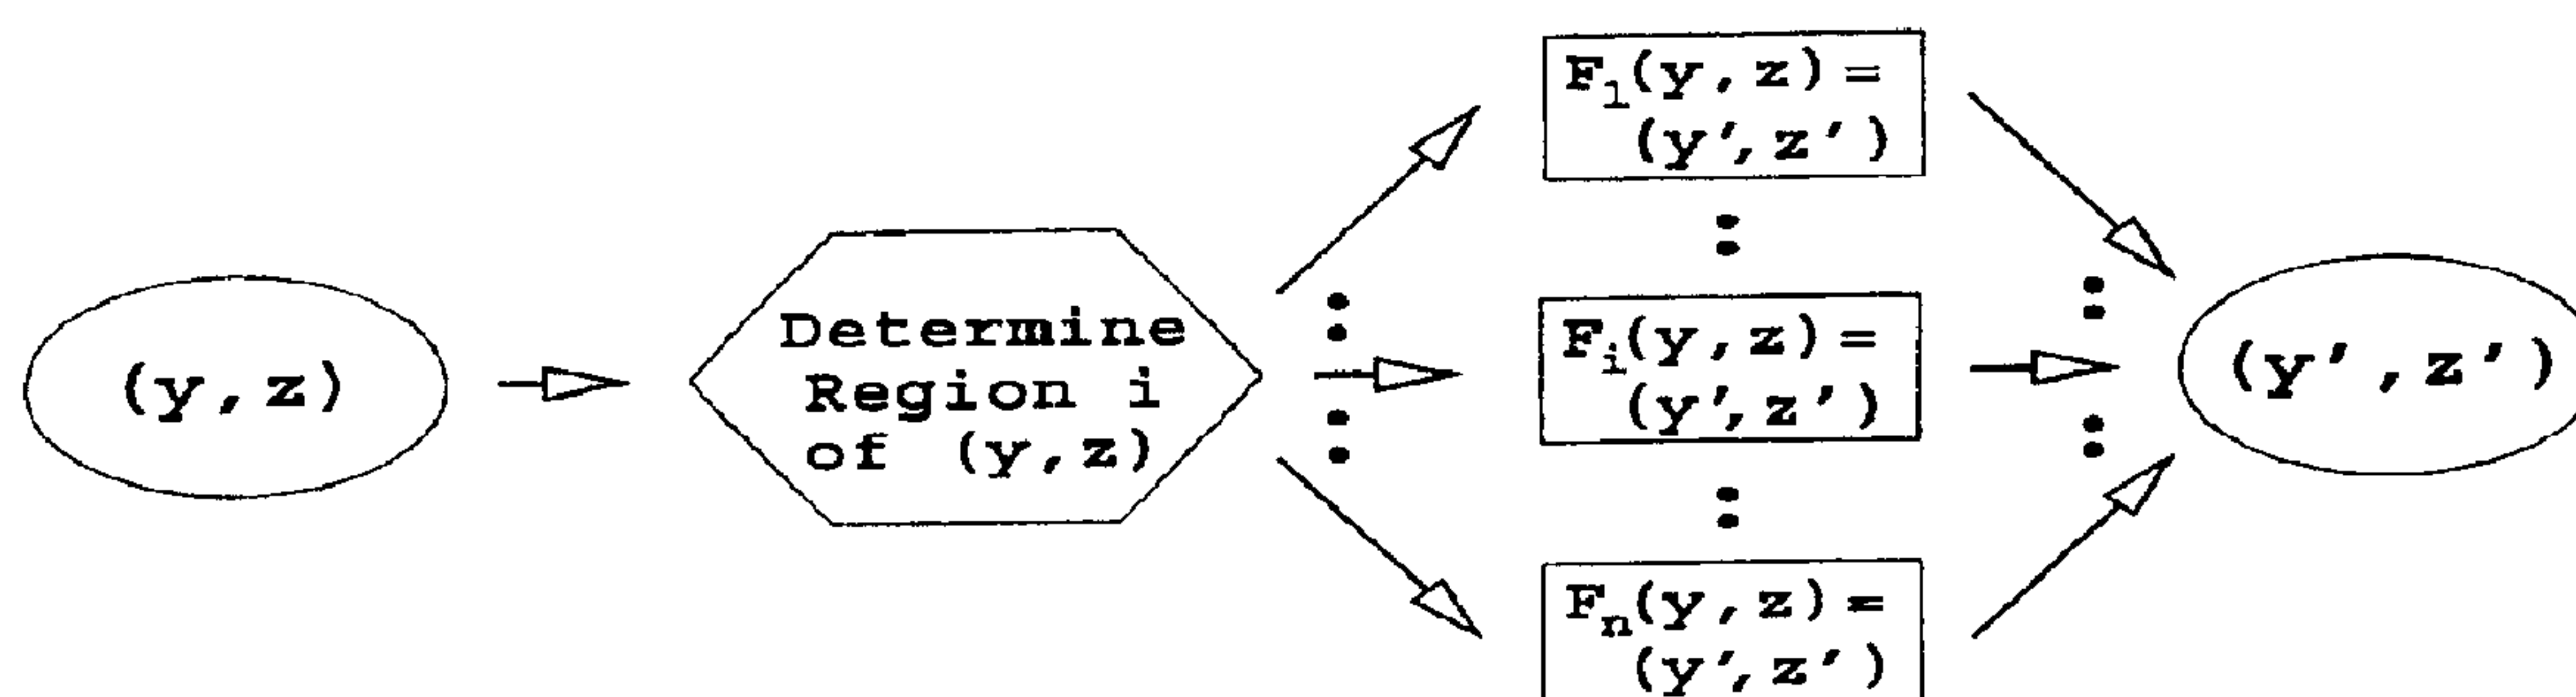 (y,z)
Determine
Region i
of (y,z)
F₁(y,z)=
(y′,z′)
Fᵢ(y,z)=
(y′,z′)
Fₙ(y,z)=
(y′,z′)
(y′,z′)